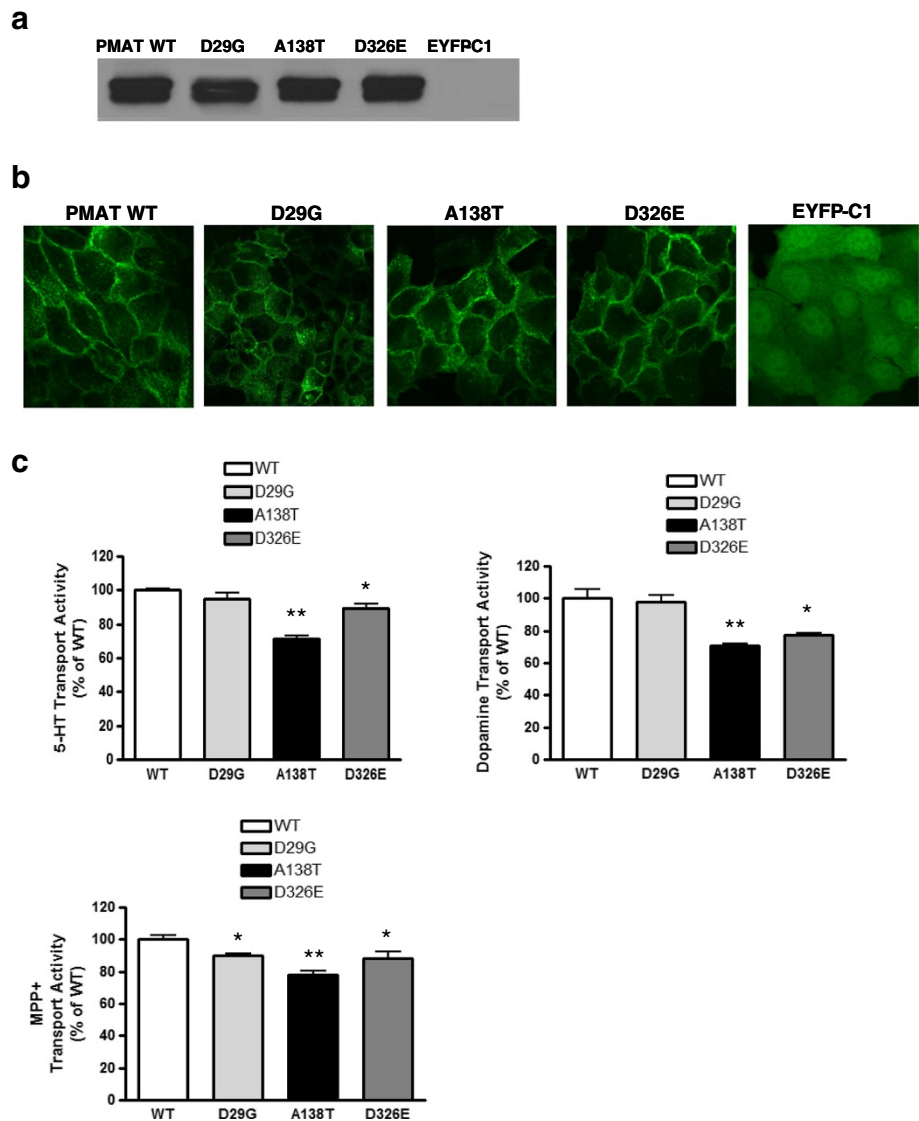 a
PMAT WT D29G A138T D326E EYFP-C1
b
PMAT WT D29G A138T D326E EYFP-C1
c
WT
D29G
A138T
D326E
5-HT Transport Activity
(% of WT)
120
100
80
60
40
20
0
*
**
WT D29G A138T D326E
WT
D29G
A138T
D326E
Dopamine Transport Activity
(% of WT)
120
100
80
60
40
20
0
*
**
WT D29G A138T D326E
WT
D29G
A138T
D326E
MPP+
Transport Activity
(% of WT)
120
100
80
60
40
20
0
* *
**
WT D29G A138T D326E